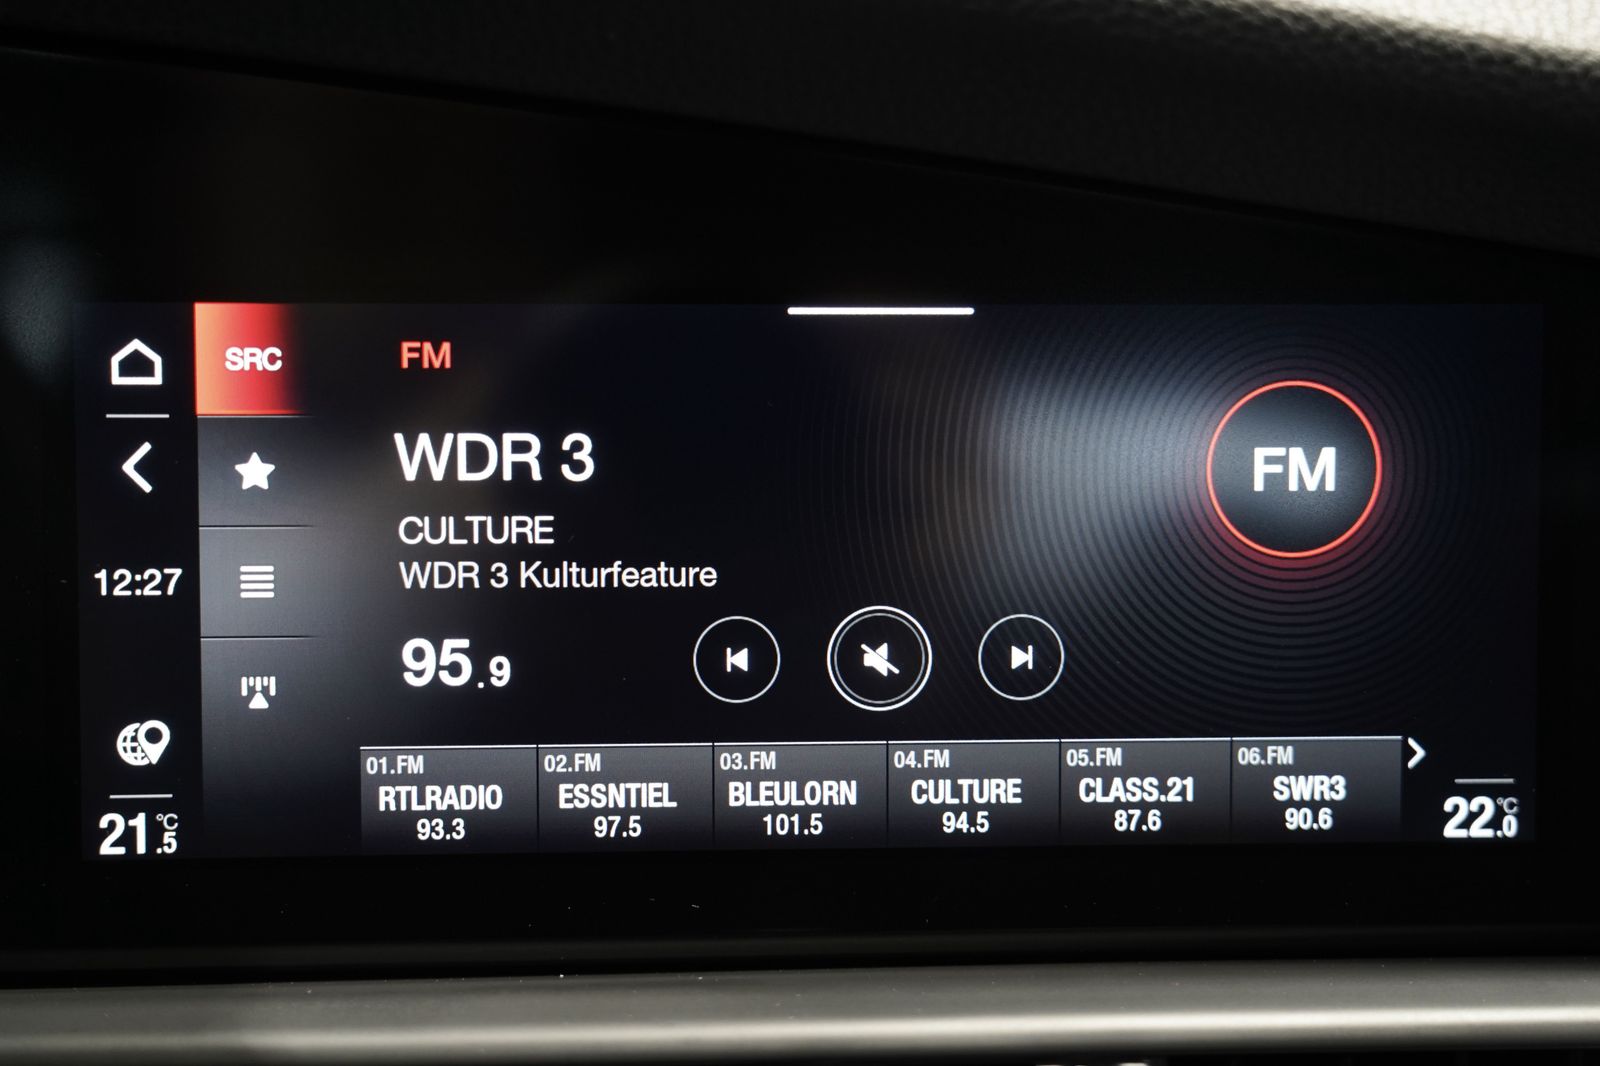 SRC
FM
WDR 3
CULTURE
WDR 3 Kulturfeature
95.9
FM
12:27
01.FM
RTLRADIO
93.3
02.FM
ESSNTIEL
97.5
03.FM
BLEULORN
101.5
04.FM
CULTURE
94.5
05.FM
CLASS.21
87.6
06.FM
SWR3
90.6
21.5 °C
22.0 °C